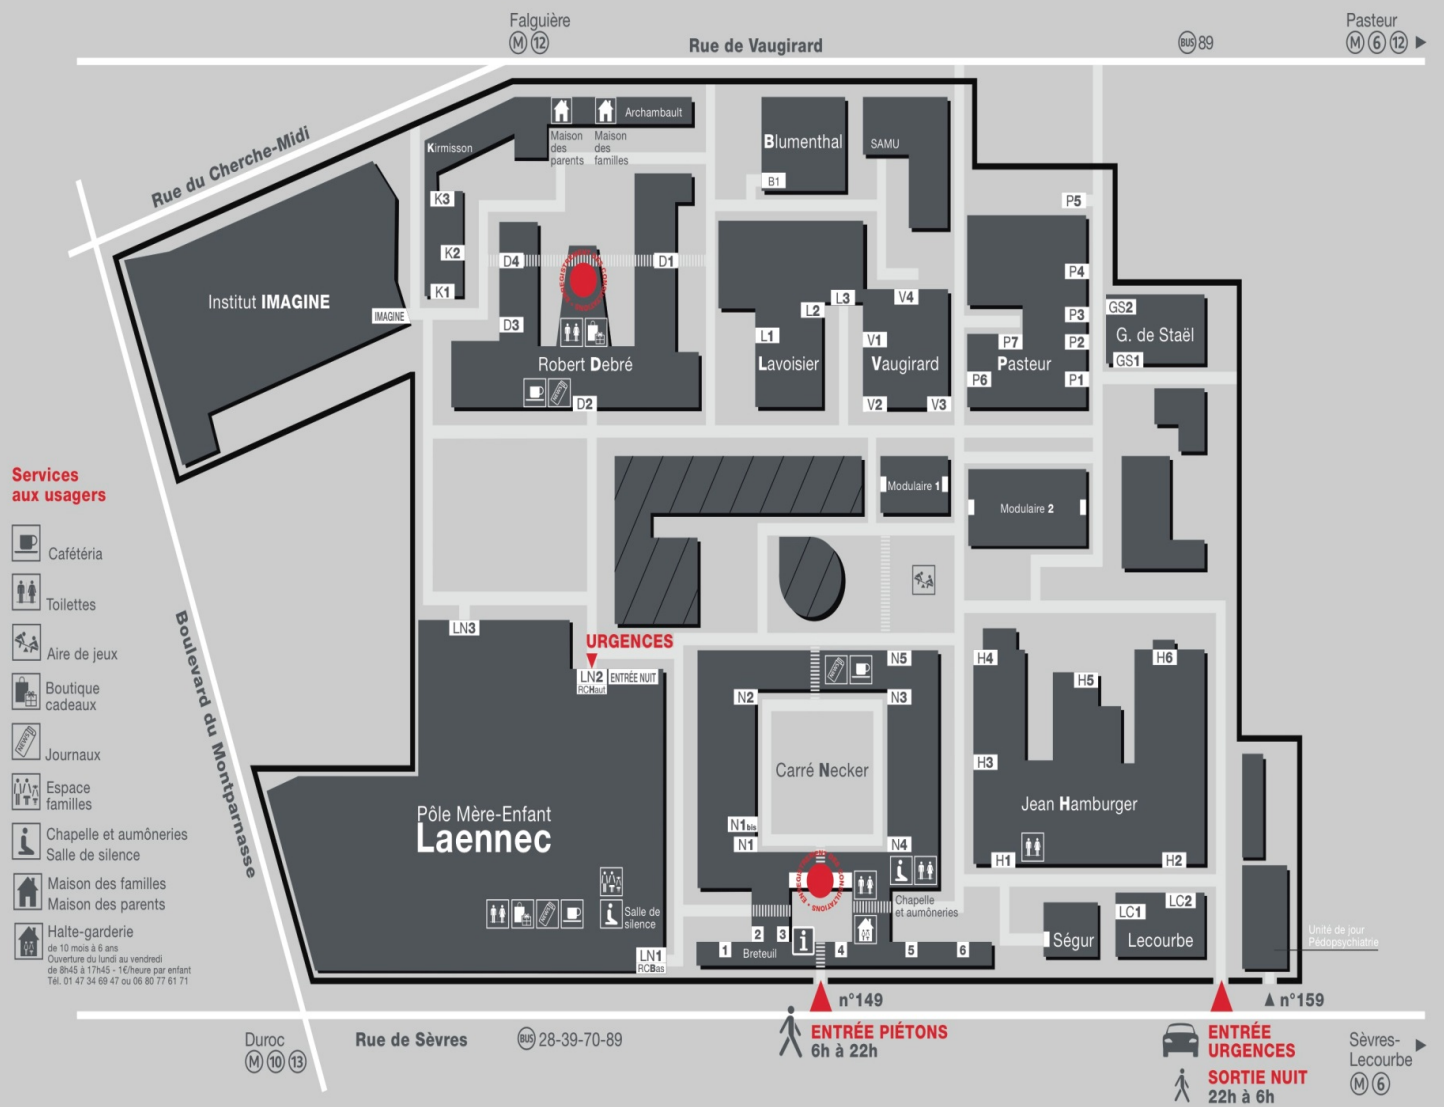 Falguière
M 12
Rue de Vaugirard
BUS 89
Pasteur
M 6 12
Rue du Cherche-Midi
Kirmisson
Archambault
Maison
des
parents
Maison
des
familles
Blumenthal
B1
SAMU
K3
K2
K1
D4
D1
D3
P5
P4
P3
P2
P1
P7
P6
Institut IMAGINE
IMAGINE
L3
L2
L1
V4
V1
V2
V3
GS2
G. de Staël
GS1
Robert Debré
D2
Lavoisier
Vaugirard
Pasteur
Services
aux usagers
Cafétéria
Toilettes
Aire de jeux
Boutique
cadeaux
Journaux
Espace
familles
Chapelle et aumôneries
Salle de silence
Maison des familles
Maison des parents
Halte-garderie
de 10 mois à 6 ans
Ouverture du lundi au vendredi
de 8h45 à 17h45 - 1€/heure par enfant
Tél. 01 47 34 69 47 ou 06 80 77 61 71
Boulevard du Montparnasse
Modulaire 1
Modulaire 2
LN3
URGENCES
LN2 ENTRÉE NUIT
RCHaut
N5
N2
N3
Carré Necker
N1bis
N1
N4
H4
H5
H6
H3
Jean Hamburger
H1
H2
Pôle Mère-Enfant
Laennec
NEWS
Salle de
silence
LN1
RCBas
Chapelle
et aumôneries
1
2
3
i
4
5
6
Breteuil
Ségur
LC1
LC2
Lecourbe
Unité de jour
Pédopsychiatrie
n°149
n°159
ENTRÉE PIÉTONS
6h à 22h
ENTRÉE
URGENCES
SORTIE NUIT
22h à 6h
Duroc
M 10 13
Rue de Sèvres
BUS 28-39-70-89
Sèvres-
Lecourbe
M 6